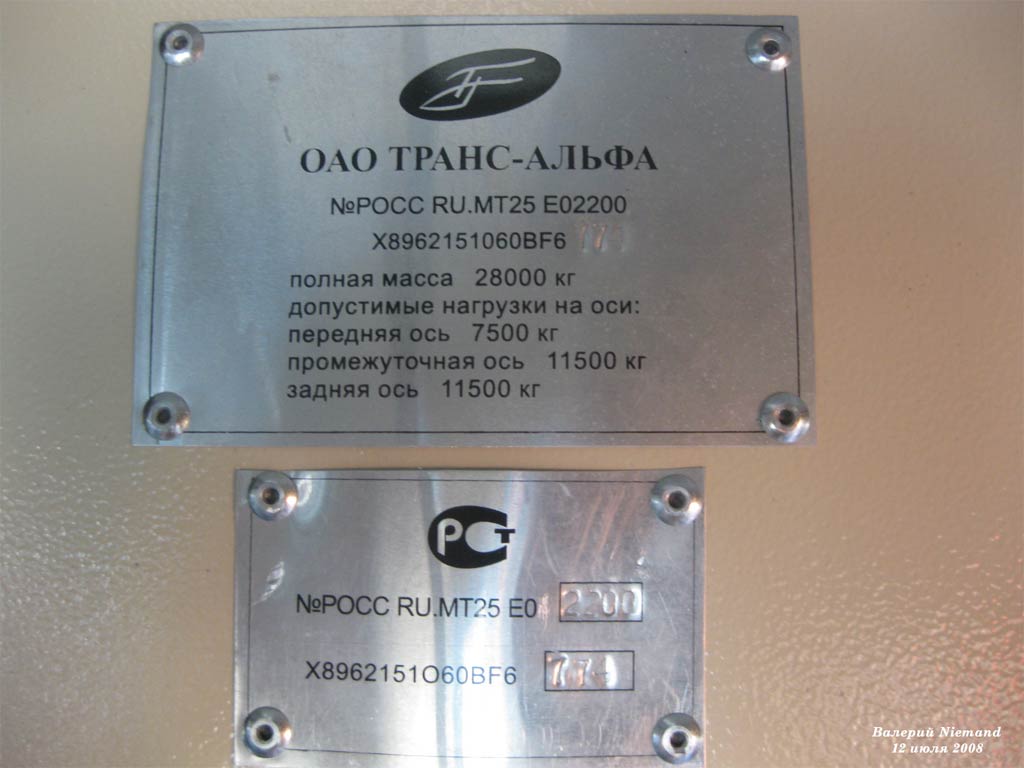 ОАО ТРАНС-АЛЬФА
№РОСС RU.MT25 E02200
X8962151060BF6
полная масса 28000 кг
допустимые нагрузки на оси:
передняя ось 7500 кг
промежуточная ось 11500 кг
задняя ось 11500 кг
РСТ
№РОСС RU.MT25 E0 2200
X8962151O60BF6
Валерий Niemand
12 июля 2008